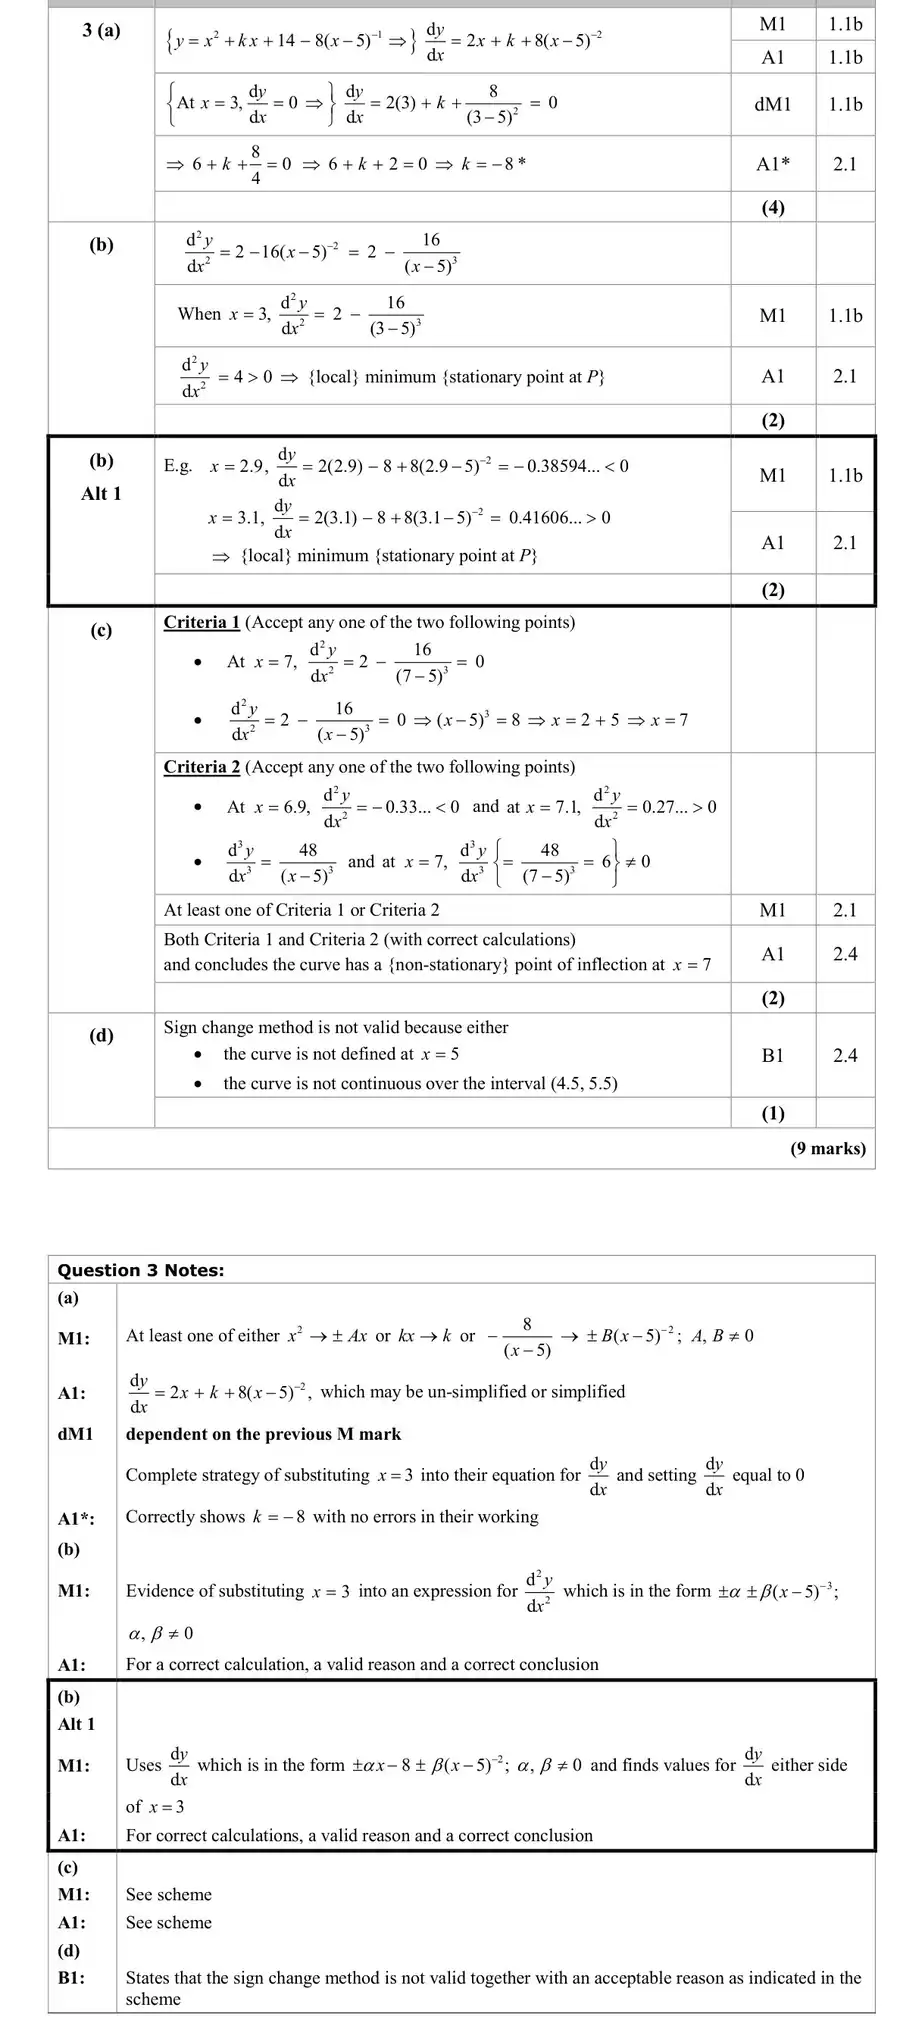 3 (a)
{y = x² + kx + 14 − 8(x − 5)⁻¹ ⇒} dy/dx = 2x + k + 8(x − 5)⁻² M1 1.1b
A1 1.1b
{At x = 3, dy/dx = 0 ⇒} dy/dx = 2(3) + k + 8/(3 − 5)² = 0 dM1 1.1b
⇒ 6 + k + 8/4 = 0 ⇒ 6 + k + 2 = 0 ⇒ k = −8 * A1* 2.1
(4)
(b)
d²y/dx² = 2 − 16(x − 5)⁻² = 2 − 16/(x − 5)³
When x = 3, d²y/dx² = 2 − 16/(3 − 5)³ M1 1.1b
d²y/dx² = 4 > 0 ⇒ {local} minimum {stationary point at P} A1 2.1
(2)
(b)
Alt 1
E.g. x = 2.9, dy/dx = 2(2.9) − 8 + 8(2.9 − 5)⁻² = −0.38594... < 0 M1 1.1b
x = 3.1, dy/dx = 2(3.1) − 8 + 8(3.1 − 5)⁻² = 0.41606... > 0
⇒ {local} minimum {stationary point at P} A1 2.1
(2)
(c)
Criteria 1 (Accept any one of the two following points)
• At x = 7, d²y/dx² = 2 − 16/(7 − 5)³ = 0
• d²y/dx² = 2 − 16/(x − 5)³ = 0 ⇒ (x − 5)³ = 8 ⇒ x = 2 + 5 ⇒ x = 7
Criteria 2 (Accept any one of the two following points)
• At x = 6.9, d²y/dx² = −0.33... < 0 and at x = 7.1, d²y/dx² = 0.27... > 0
• d³y/dx³ = 48/(x − 5)³ and at x = 7, d³y/dx³ {= 48/(7 − 5)³ = 6} ≠ 0
At least one of Criteria 1 or Criteria 2 M1 2.1
Both Criteria 1 and Criteria 2 (with correct calculations)
and concludes the curve has a {non-stationary} point of inflection at x = 7 A1 2.4
(2)
(d)
Sign change method is not valid because either
• the curve is not defined at x = 5
• the curve is not continuous over the interval (4.5, 5.5) B1 2.4
(1)
(9 marks)
Question 3 Notes:
(a)
M1: At least one of either x² → ± Ax or kx → k or − 8/(x − 5) → ± B(x − 5)⁻²; A, B ≠ 0
A1: dy/dx = 2x + k + 8(x − 5)⁻², which may be un-simplified or simplified
dM1 dependent on the previous M mark
Complete strategy of substituting x = 3 into their equation for dy/dx and setting dy/dx equal to 0
A1*: Correctly shows k = −8 with no errors in their working
(b)
M1: Evidence of substituting x = 3 into an expression for d²y/dx² which is in the form ±α ± β(x − 5)⁻³;
α, β ≠ 0
A1: For a correct calculation, a valid reason and a correct conclusion
(b)
Alt 1
M1: Uses dy/dx which is in the form ±αx − 8 ± β(x − 5)⁻²; α, β ≠ 0 and finds values for dy/dx either side
of x = 3
A1: For correct calculations, a valid reason and a correct conclusion
(c)
M1: See scheme
A1: See scheme
(d)
B1: States that the sign change method is not valid together with an acceptable reason as indicated in the
scheme